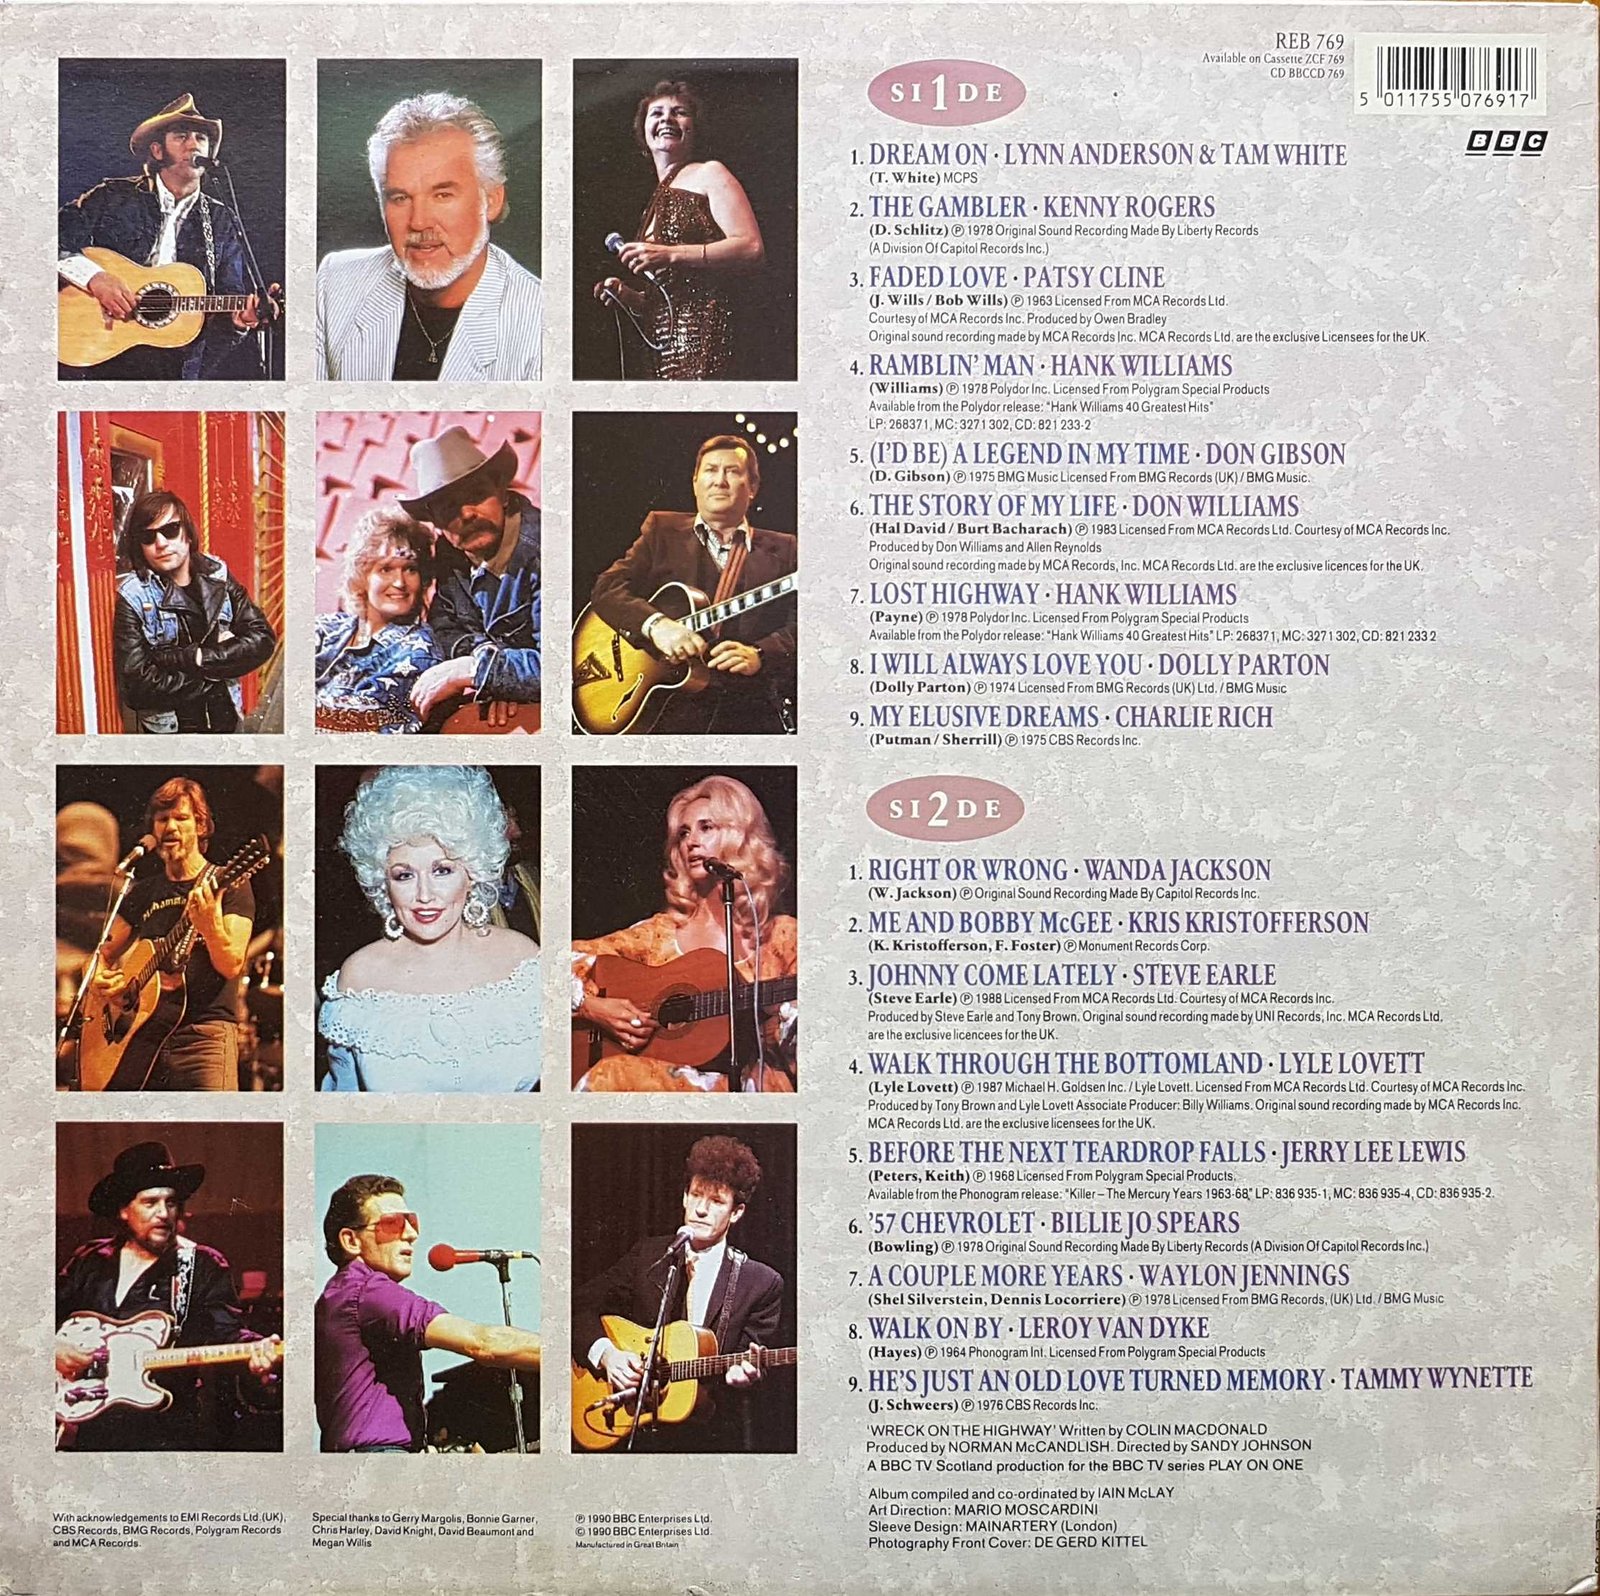 REB 769
Available on Cassette ZCF 769
CD BBCCD 769
5 011755 076917
BBC
SI1DE
1. DREAM ON · LYNN ANDERSON & TAM WHITE
(T. White) MCPS
2. THE GAMBLER · KENNY ROGERS
(D. Schlitz) ℗ 1978 Original Sound Recording Made By Liberty Records
(A Division Of Capitol Records Inc.)
3. FADED LOVE · PATSY CLINE
(J. Wills / Bob Wills) ℗ 1963 Licensed From MCA Records Ltd.
Courtesy of MCA Records Inc. Produced by Owen Bradley
Original sound recording made by MCA Records Inc. MCA Records Ltd. are the exclusive Licensees for the UK.
4. RAMBLIN' MAN · HANK WILLIAMS
(Williams) ℗ 1978 Polydor Inc. Licensed From Polygram Special Products
Available from the Polydor release: "Hank Williams 40 Greatest Hits"
LP: 268371, MC: 3271 302, CD: 821 233-2
5. (I'D BE) A LEGEND IN MY TIME · DON GIBSON
(D. Gibson) ℗ 1975 BMG Music Licensed From BMG Records (UK) / BMG Music.
6. THE STORY OF MY LIFE · DON WILLIAMS
(Hal David / Burt Bacharach) ℗ 1983 Licensed From MCA Records Ltd. Courtesy of MCA Records Inc.
Produced by Don Williams and Allen Reynolds
Original sound recording made by MCA Records, Inc. MCA Records Ltd. are the exclusive licences for the UK.
7. LOST HIGHWAY · HANK WILLIAMS
(Payne) ℗ 1978 Polydor Inc. Licensed From Polygram Special Products
Available from the Polydor release: "Hank Williams 40 Greatest Hits" LP: 268371, MC: 3271 302, CD: 821 233 2
8. I WILL ALWAYS LOVE YOU · DOLLY PARTON
(Dolly Parton) ℗ 1974 Licensed From BMG Records (UK) Ltd. / BMG Music
9. MY ELUSIVE DREAMS · CHARLIE RICH
(Putman / Sherrill) ℗ 1975 CBS Records Inc.
SI2DE
1. RIGHT OR WRONG · WANDA JACKSON
(W. Jackson) ℗ Original Sound Recording Made By Capitol Records Inc.
2. ME AND BOBBY McGEE · KRIS KRISTOFFERSON
(K. Kristofferson, F. Foster) ℗ Monument Records Corp.
3. JOHNNY COME LATELY · STEVE EARLE
(Steve Earle) ℗ 1988 Licensed From MCA Records Ltd. Courtesy of MCA Records Inc.
Produced by Steve Earle and Tony Brown. Original sound recording made by UNI Records, Inc. MCA Records Ltd.
are the exclusive licencees for the UK.
4. WALK THROUGH THE BOTTOMLAND · LYLE LOVETT
(Lyle Lovett) ℗ 1987 Michael H. Goldsen Inc. / Lyle Lovett. Licensed From MCA Records Ltd. Courtesy of MCA Records Inc.
Produced by Tony Brown and Lyle Lovett Associate Producer: Billy Williams. Original sound recording made by MCA Records Inc.
MCA Records Ltd. are the exclusive licensees for the UK.
5. BEFORE THE NEXT TEARDROP FALLS · JERRY LEE LEWIS
(Peters, Keith) ℗ 1968 Licensed From Polygram Special Products.
Available from the Phonogram release: "Killer – The Mercury Years 1963-68," LP: 836 935-1, MC: 836 935-4, CD: 836 935-2.
6. '57 CHEVROLET · BILLIE JO SPEARS
(Bowling) ℗ 1978 Original Sound Recording Made By Liberty Records (A Division Of Capitol Records Inc.)
7. A COUPLE MORE YEARS · WAYLON JENNINGS
(Shel Silverstein, Dennis Locorriere) ℗ 1978 Licensed From BMG Records, (UK) Ltd. / BMG Music
8. WALK ON BY · LEROY VAN DYKE
(Hayes) ℗ 1964 Phonogram Int. Licensed From Polygram Special Products
9. HE'S JUST AN OLD LOVE TURNED MEMORY · TAMMY WYNETTE
(J. Schweers) ℗ 1976 CBS Records Inc.
'WRECK ON THE HIGHWAY' Written by COLIN MACDONALD
Produced by NORMAN McCANDLISH. Directed by SANDY JOHNSON
A BBC TV Scotland production for the BBC TV series PLAY ON ONE
Album compiled and co-ordinated by IAIN McLAY
Art Direction: MARIO MOSCARDINI
Sleeve Design: MAINARTERY (London)
Photography Front Cover: DE GERD KITTEL
With acknowledgements to EMI Records Ltd.(UK),
CBS Records, BMG Records, Polygram Records
and MCA Records.
Special thanks to Gerry Margolis, Bonnie Garner,
Chris Harley, David Knight, David Beaumont and
Megan Willis
℗ 1990 BBC Enterprises Ltd.
© 1990 BBC Enterprises Ltd.
Manufactured in Great Britain